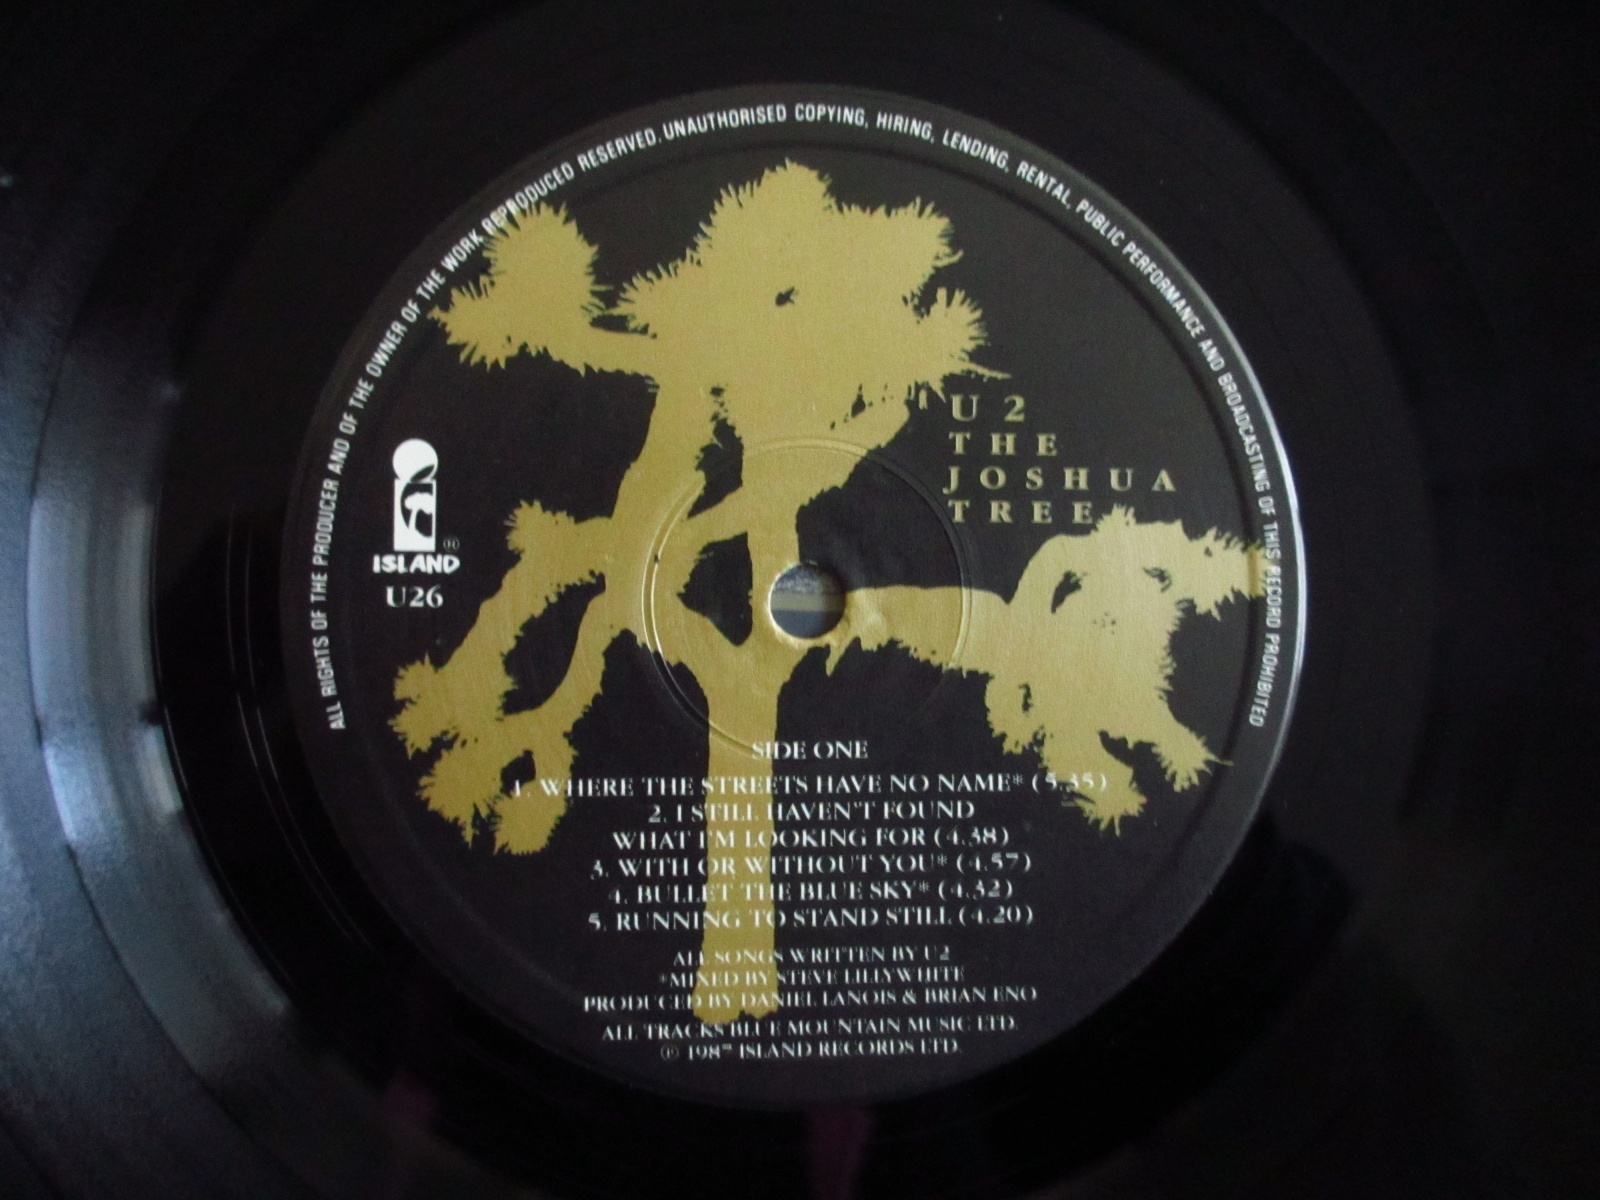 ALL RIGHTS OF THE PRODUCER AND OF THE OWNER OF THE WORK REPRODUCED RESERVED. UNAUTHORISED COPYING, HIRING, LENDING, RENTAL, PUBLIC PERFORMANCE AND BROADCASTING OF THIS RECORD PROHIBITED
U2
THE
JOSHUA
TREE
ISLAND ®
U26
SIDE ONE
1. WHERE THE STREETS HAVE NO NAME* (5.35)
2. I STILL HAVEN'T FOUND
WHAT I'M LOOKING FOR (4.38)
3. WITH OR WITHOUT YOU* (4.57)
4. BULLET THE BLUE SKY* (4.32)
5. RUNNING TO STAND STILL (4.20)
ALL SONGS WRITTEN BY U2
*MIXED BY STEVE LILLYWHITE
PRODUCED BY DANIEL LANOIS & BRIAN ENO
ALL TRACKS BLUE MOUNTAIN MUSIC LTD.
℗ 1987 ISLAND RECORDS LTD.